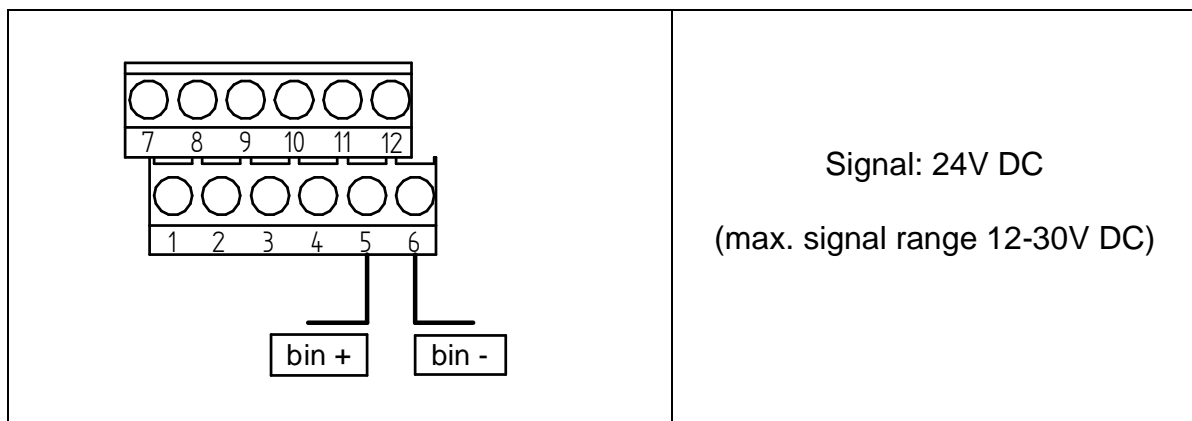 7 8 9 10 11 12
1 2 3 4 5 6
bin + bin -
Signal: 24V DC
(max. signal range 12-30V DC)